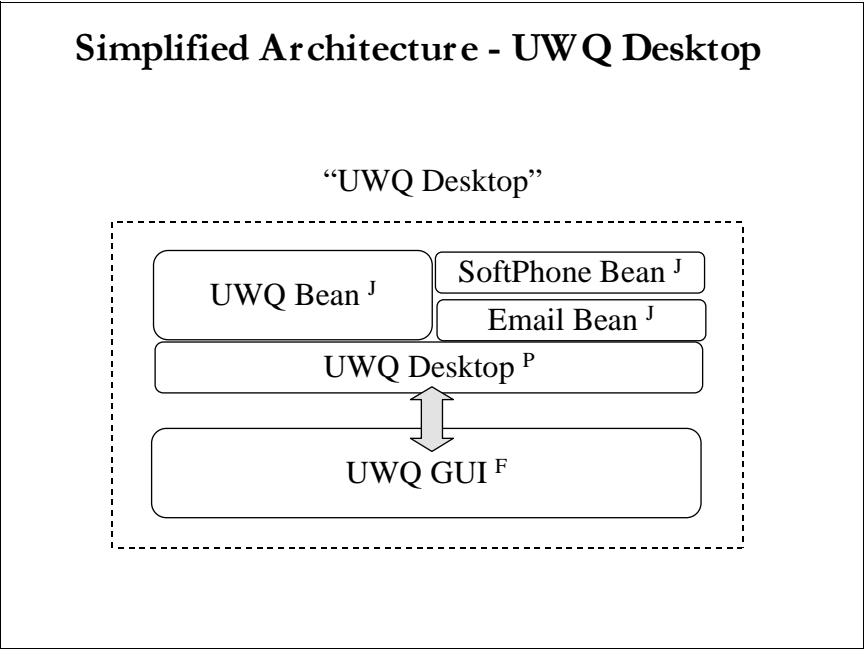 Simplified Architecture - UWQ Desktop
“UWQ Desktop”
UWQ Bean J
SoftPhone Bean J
Email Bean J
UWQ Desktop P
UWQ GUI F